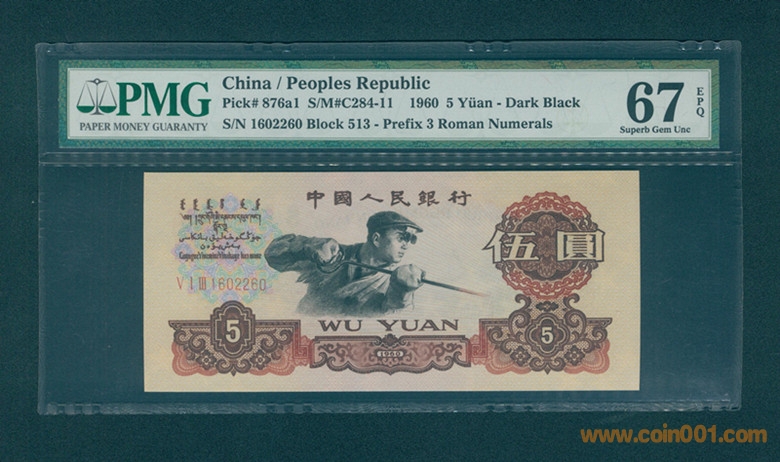 PMG
PAPER MONEY GUARANTY
China / Peoples Republic
Pick# 876a1 S/M#C284-11 1960 5 Yüan - Dark Black
S/N 1602260 Block 513 - Prefix 3 Roman Numerals
67
EPQ
Superb Gem Unc
中國人民銀行
伍圓
V I III 1602260
5
WU YUAN
5
1960
www.coin001.com